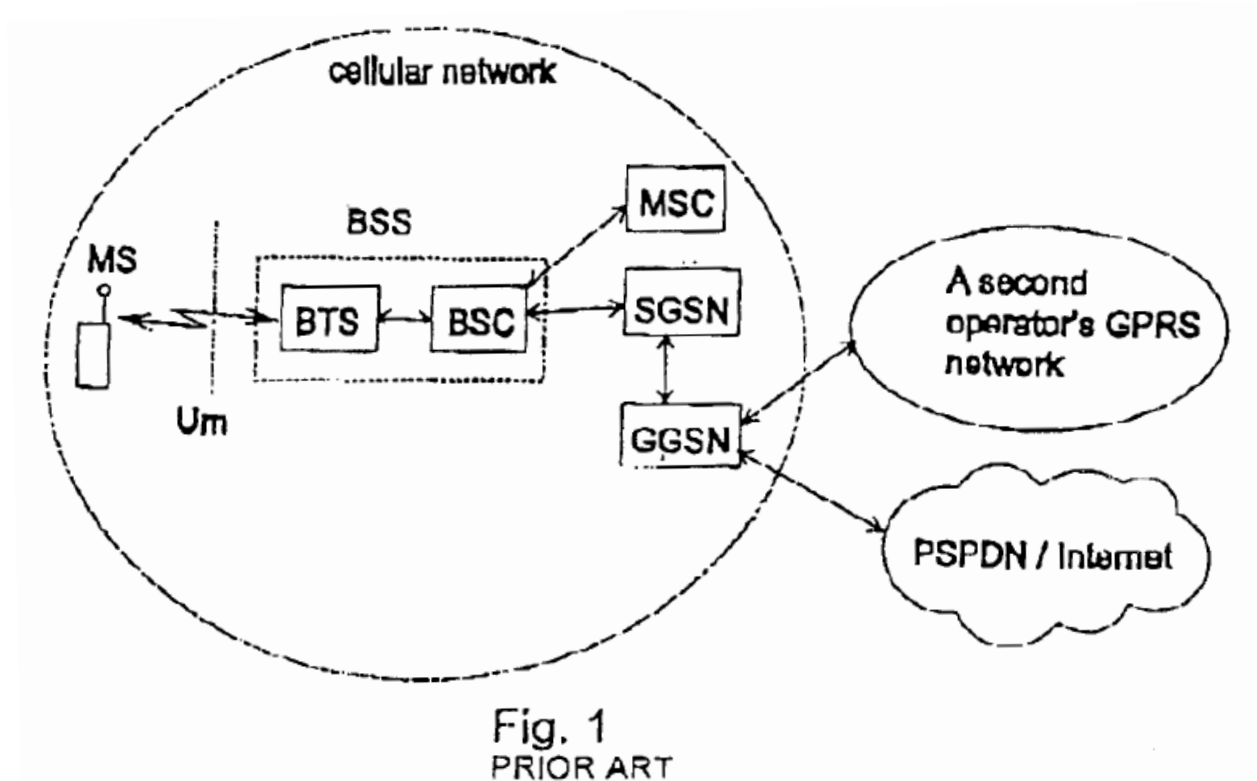 cellular network
MSC
BSS
MS
BTS
BSC
SGSN
A second
operator's GPRS
network
Um
GGSN
PSPDN / Internet
Fig. 1
PRIOR ART